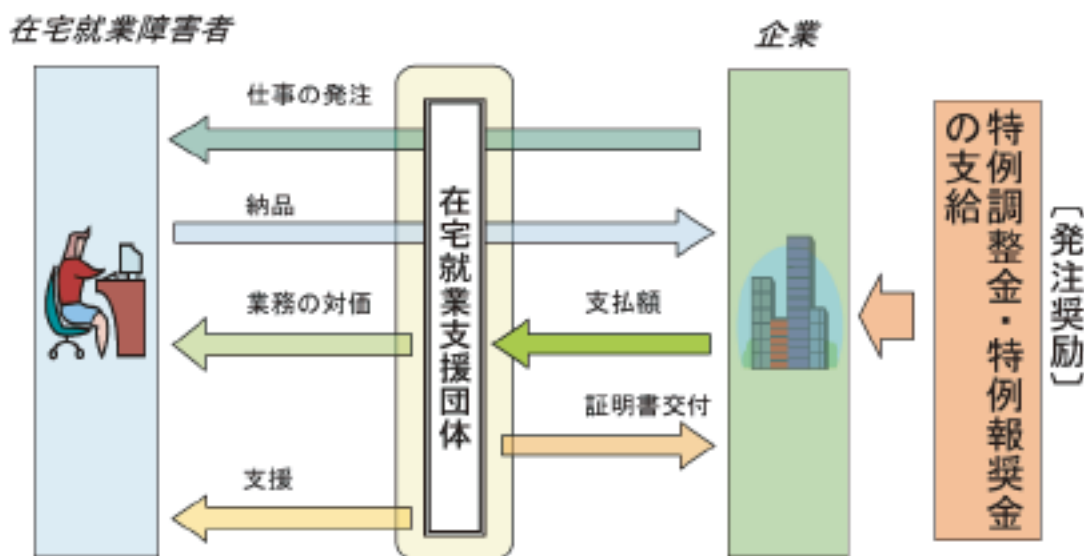 在宅就業障害者
企業
仕事の発注
納品
業務の対価
支払額
証明書交付
支援
在宅就業支援団体
特例調整金・特例報奨金
の支給
〔発注奨励〕